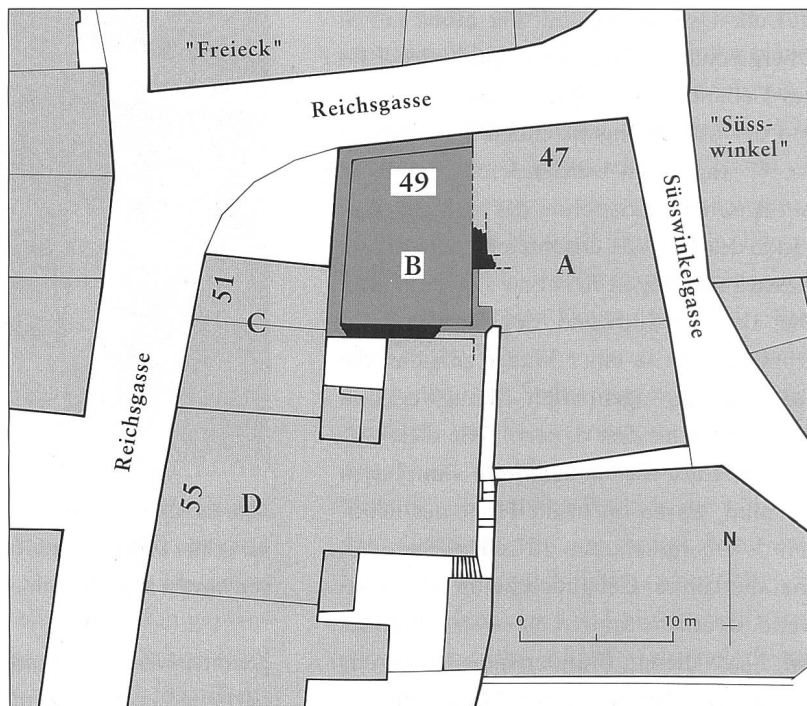 "Freieck"
Reichsgasse
"Süss-
winkel"
47
49
B
A
Süsswinkelgasse
51
C
Reichsgasse
55
D
N
0
10 m